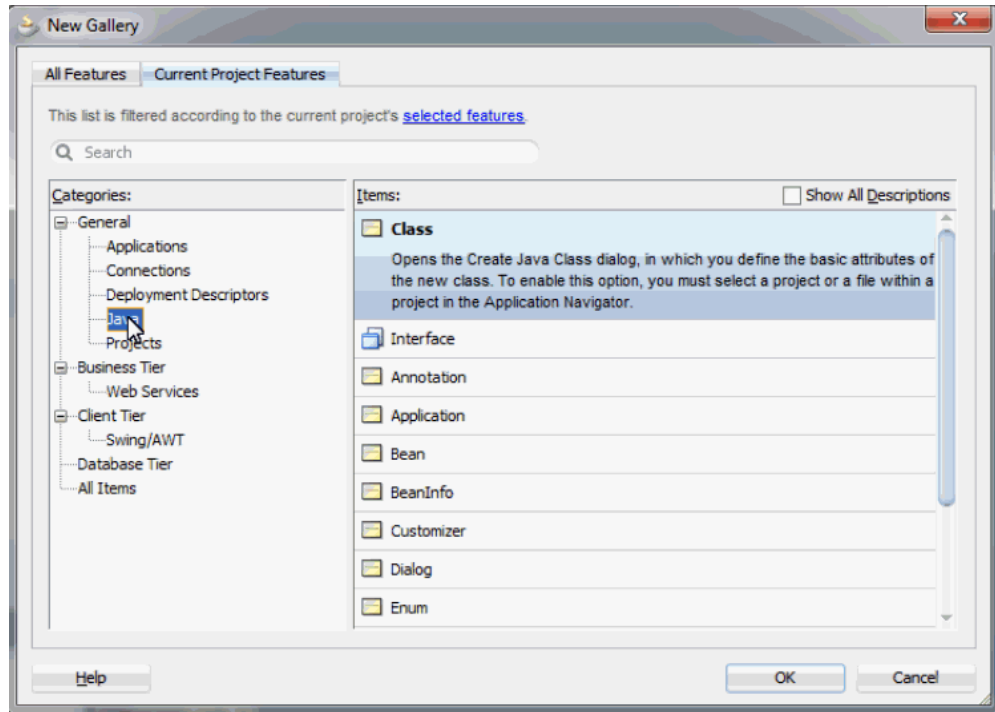 New Gallery
All Features Current Project Features
This list is filtered according to the current project's selected features.
Search
Categories:
General
Applications
Connections
Deployment Descriptors
Java
Projects
Business Tier
Web Services
Client Tier
Swing/AWT
Database Tier
All Items
Items: Show All Descriptions
Class
Opens the Create Java Class dialog, in which you define the basic attributes of
the new class. To enable this option, you must select a project or a file within a
project in the Application Navigator.
Interface
Annotation
Application
Bean
BeanInfo
Customizer
Dialog
Enum
Help OK Cancel